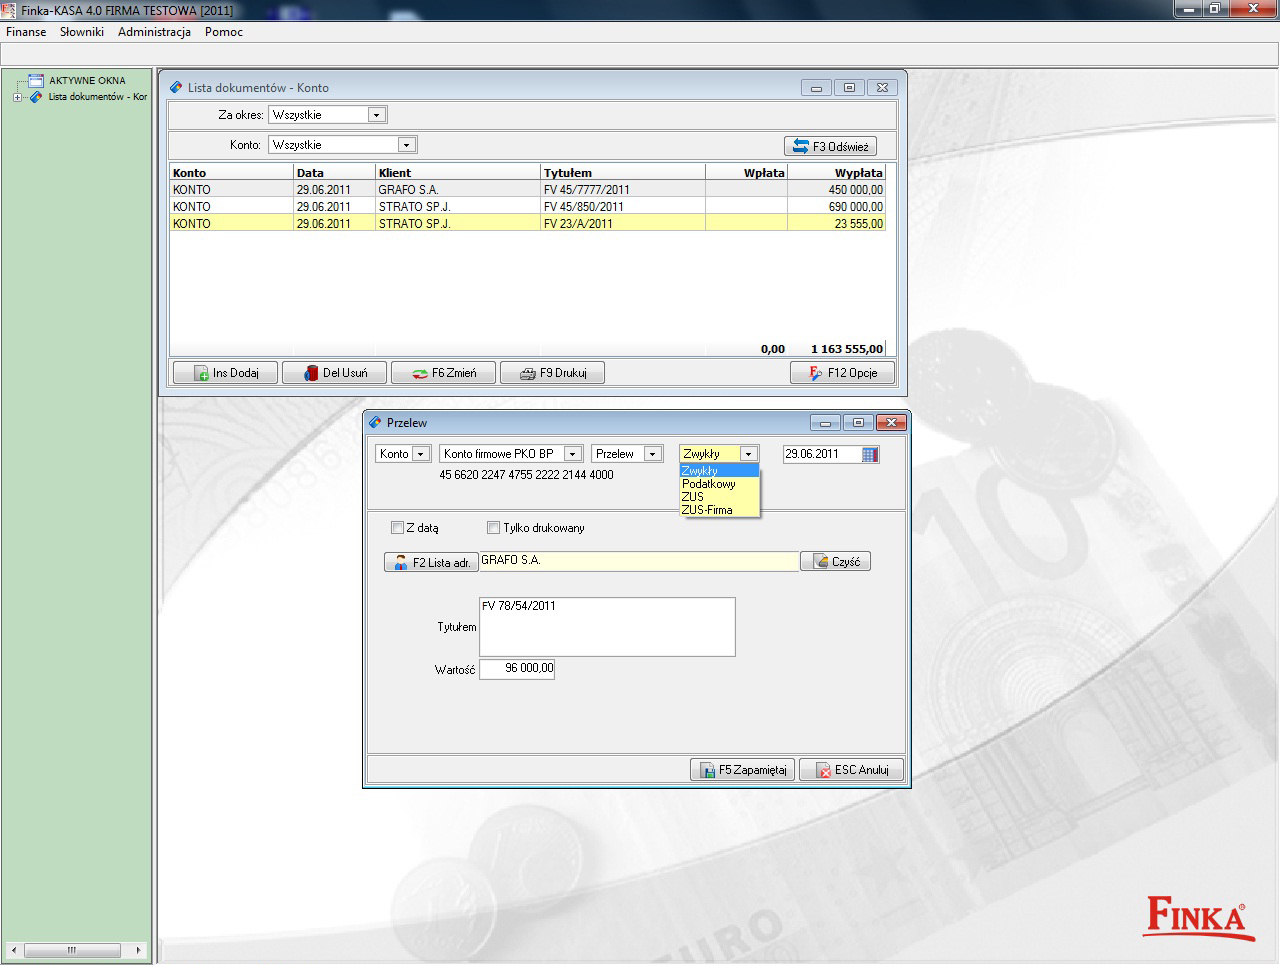 Finka-KASA 4.0 FIRMA TESTOWA [2011]
Finanse Słowniki Administracja Pomoc
AKTYWNE OKNA
Lista dokumentów - Kor
Lista dokumentów - Konto
Za okres: Wszystkie
Konto: Wszystkie F3 Odśwież
Konto Data Klient Tytułem Wpłata Wypłata
KONTO 29.06.2011 GRAFO S.A. FV 45/7777/2011 450 000,00
KONTO 29.06.2011 STRATO SP.J. FV 45/850/2011 690 000,00
KONTO 29.06.2011 STRATO SP.J. FV 23/A/2011 23 555,00
0,00 1 163 555,00
Ins Dodaj Del Usuń F6 Zmień F9 Drukuj F12 Opcje
Przelew
Konto Konto firmowe PKO BP Przelew Zwykły 29.06.2011
45 6620 2247 4755 2222 2144 4000
Zwykły
Podatkowy
ZUS
ZUS-Firma
Z datą Tylko drukowany
F2 Lista adr. GRAFO S.A. Czyść
Tytułem FV 78/54/2011
Wartość 96 000,00
F5 Zapamiętaj ESC Anuluj
10
EURO
FINKA®